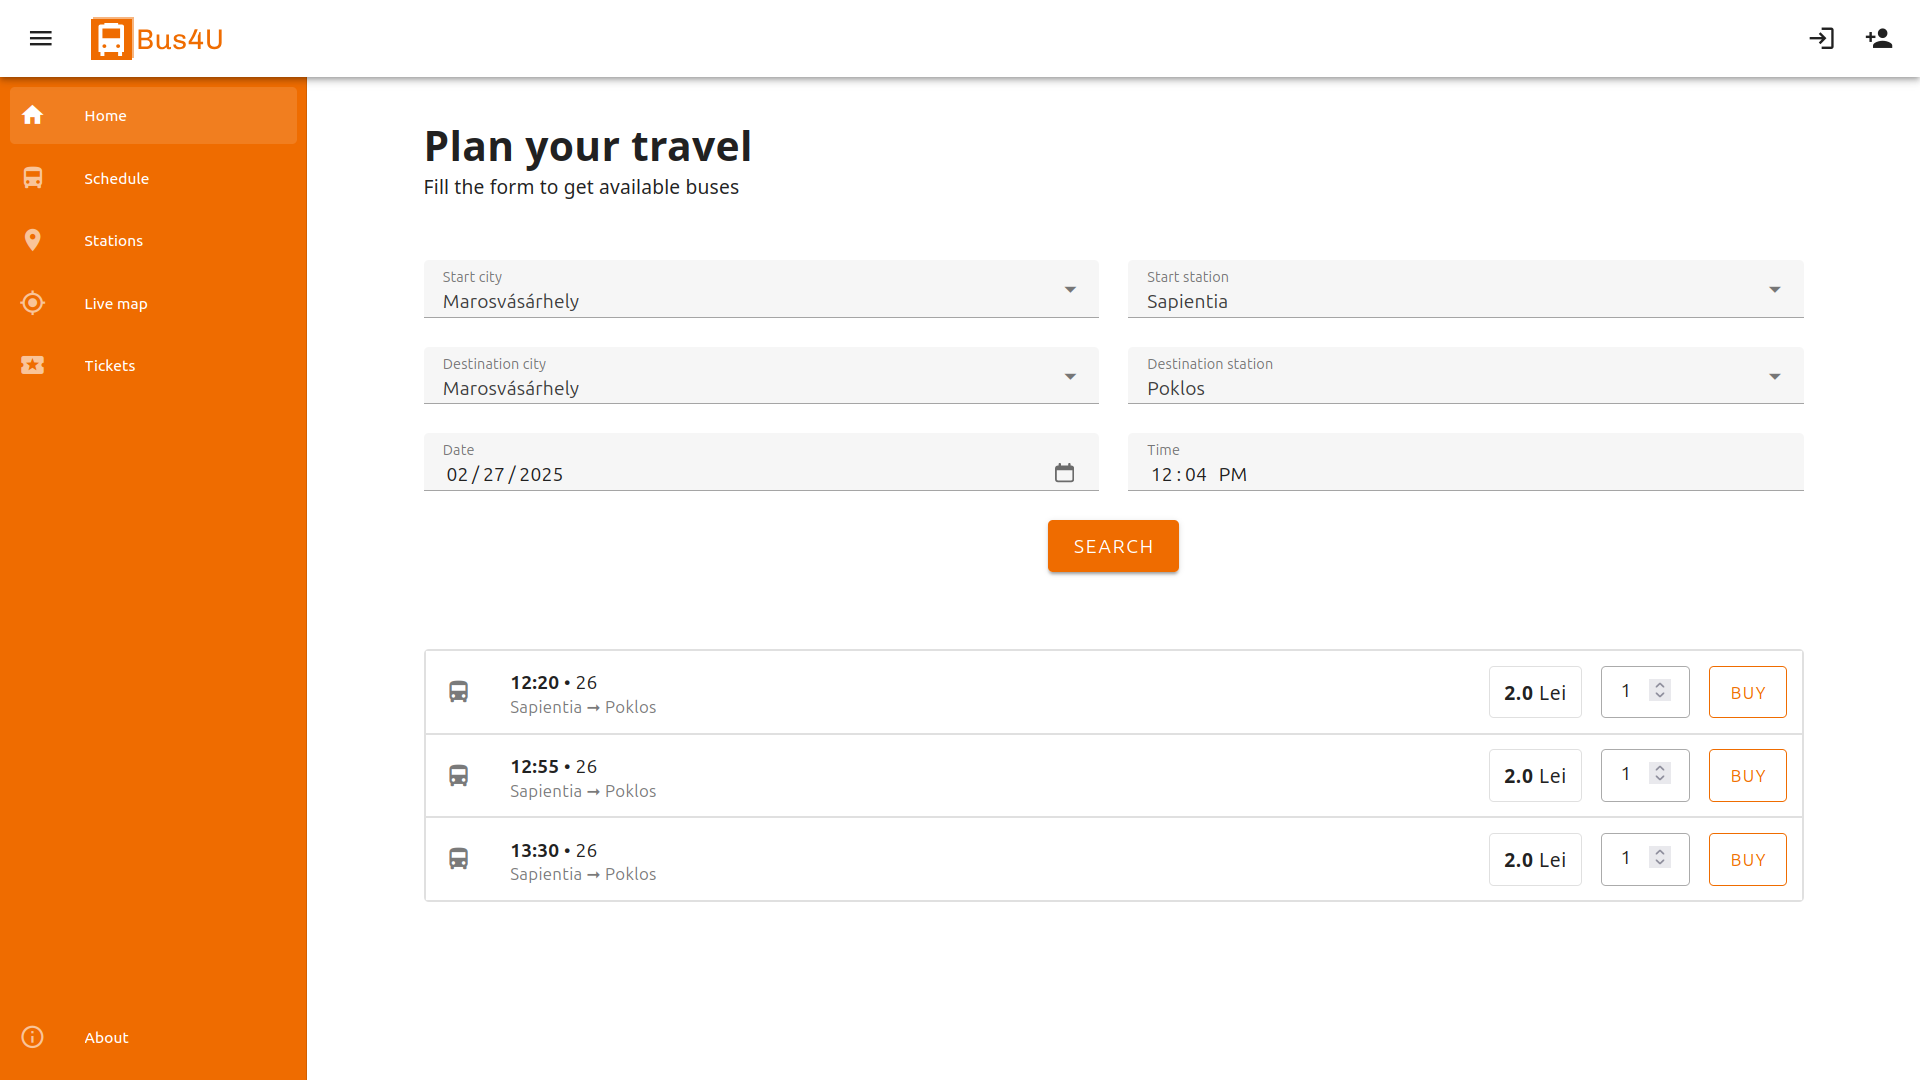 Bus4U
Home
Schedule
Stations
Live map
Tickets
About
Plan your travel
Fill the form to get available buses
Start city
Marosvásárhely
Start station
Sapientia
Destination city
Marosvásárhely
Destination station
Poklos
Date
02/27/2025
Time
12:04 PM
SEARCH
12:20 • 26
Sapientia → Poklos
2.0 Lei
1
BUY
12:55 • 26
Sapientia → Poklos
2.0 Lei
1
BUY
13:30 • 26
Sapientia → Poklos
2.0 Lei
1
BUY